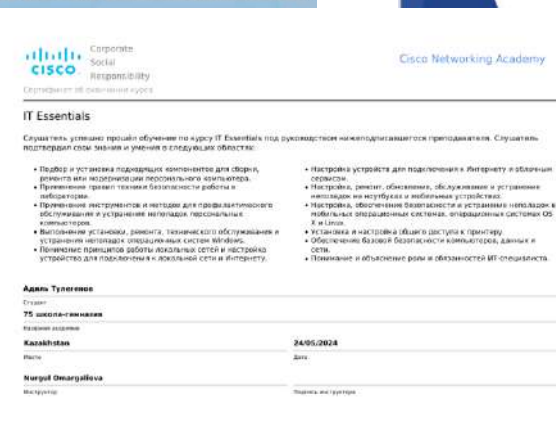 Corporate
Social
Responsibility
CISCO
Cisco Networking Academy
Сертификат об окончании курса
IT Essentials
Слушатель успешно прошёл обучение по курсу IT Essentials под руководством нижеподписавшегося преподавателя. Слушатель
подтвердил свои знания и умения в следующих областях:
• Подбор и установка подходящих компонентов для сборки,
ремонта или модернизации персонального компьютера.
• Применение правил техники безопасности работы в
лаборатории.
• Применение инструментов и методов для профилактического
обслуживания и устранения неполадок персональных
компьютеров.
• Выполнение установки, ремонта, технического обслуживания и
устранения неполадок операционных систем Windows.
• Понимание принципов работы локальных сетей и настройка
устройства для подключения к локальной сети и Интернету.
• Настройка устройств для подключения к Интернету и облачным
сервисам.
• Настройка, ремонт, обновление, обслуживание и устранение
неполадок на ноутбуках и мобильных устройствах.
• Настройка, обеспечение безопасности и устранение неполадок в
мобильных операционных системах, операционных системах OS
X и Linux.
• Установка и настройка общего доступа к принтеру.
• Обеспечение базовой безопасности компьютеров, данных и
сети.
• Понимание и объяснение роли и обязанностей ИТ-специалиста.
Адиль Тулегенов
Студент
75 школа-гимназия
Название академии
Kazakhstan
24/05/2024
Место
Дата
Nurgul Omargaliova
Инструктор
Подпись инструктора